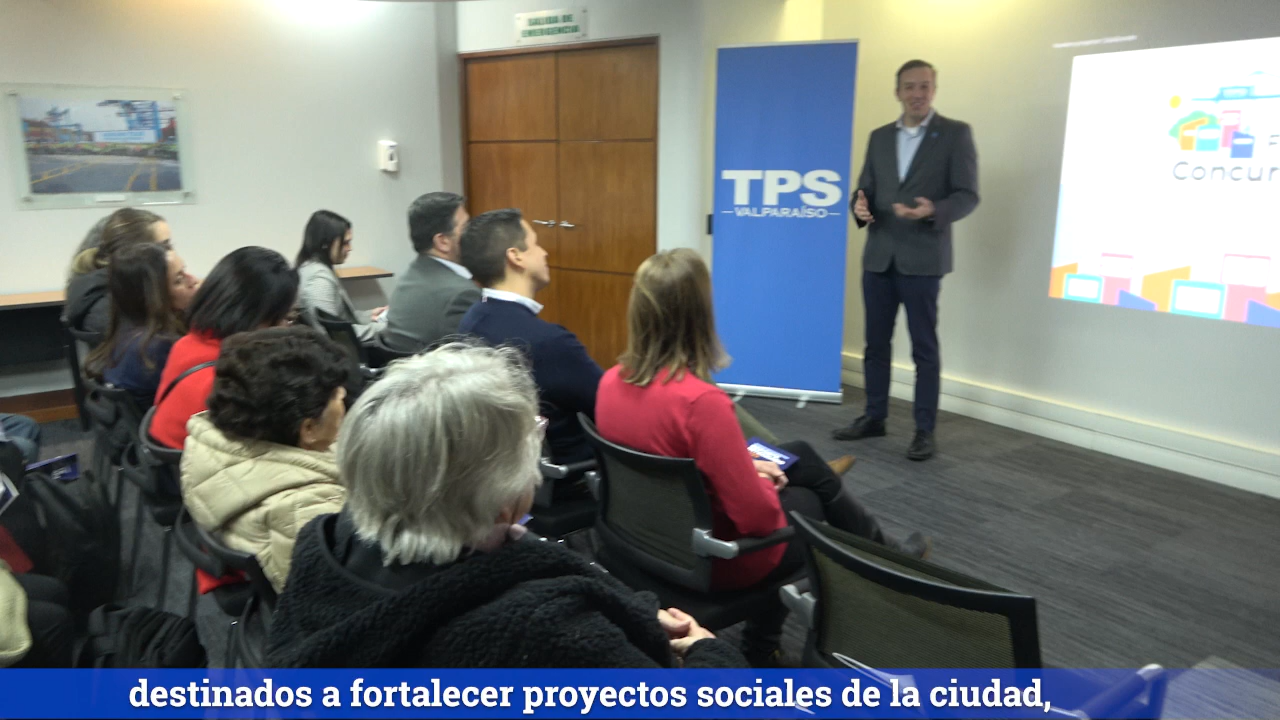 SALIDA DE
EMERGENCIA
TPS
VALPARAÍSO
Concur
destinados a fortalecer proyectos sociales de la ciudad,